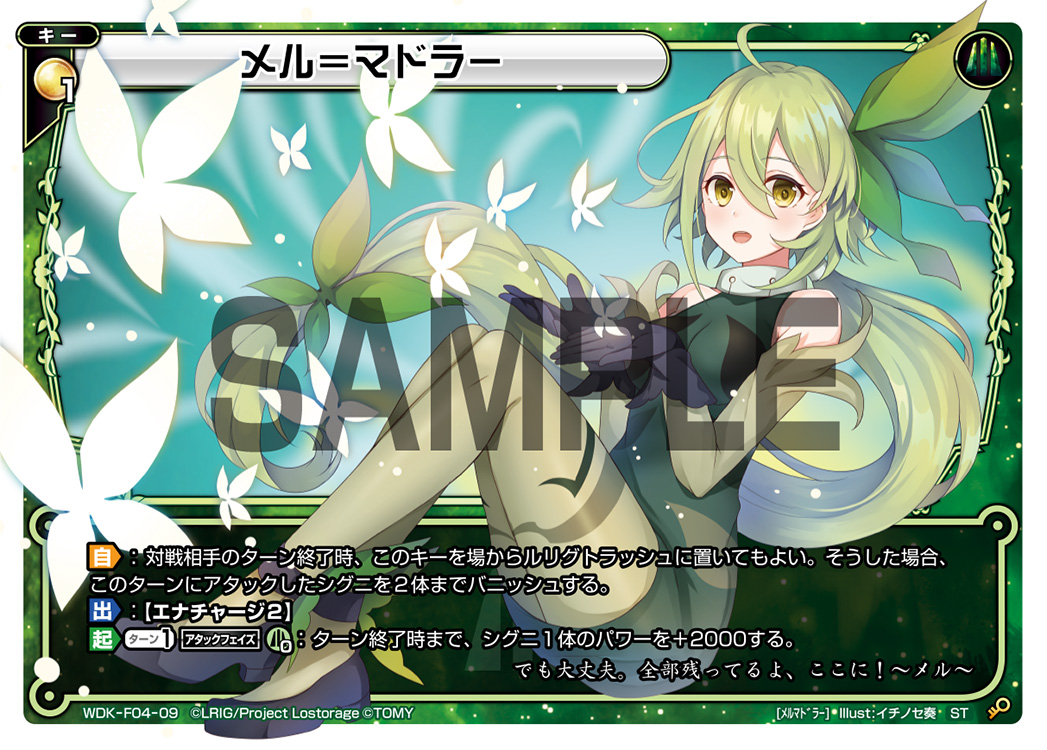 キー
メル=マドラー
1
SAMPLE
自:対戦相手のターン終了時、このキーを場からルリグトラッシュに置いてもよい。そうした場合、
このターンにアタックしたシグニを2体までバニッシュする。
出:【エナチャージ2】
起 ターン1 アタックフェイズ 0:ターン終了時まで、シグニ1体のパワーを+2000する。
でも大丈夫。全部残ってるよ、ここに!～メル～
WDK-F04-09 ©LRIG/Project Lostorage ©TOMY [ﾒﾙﾏﾄﾞﾗｰ] Illust:イチノセ奏 ST